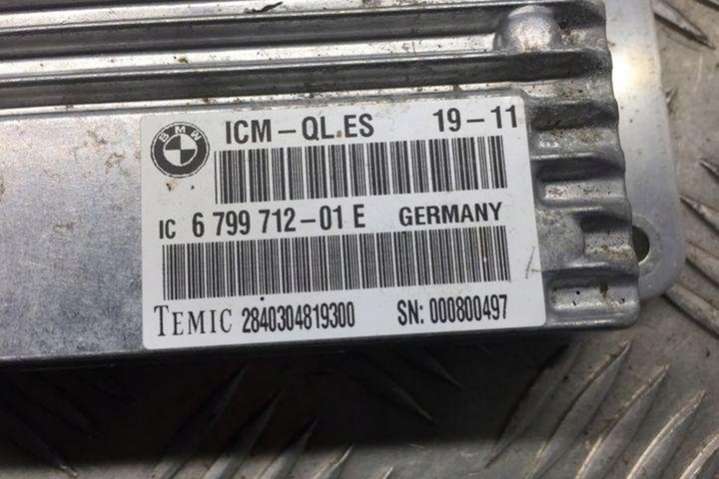 BMW
ICM-QL.ES 19-11
IC 6 799 712-01 E GERMANY
TEMIC 2840304819300 SN: 000800497